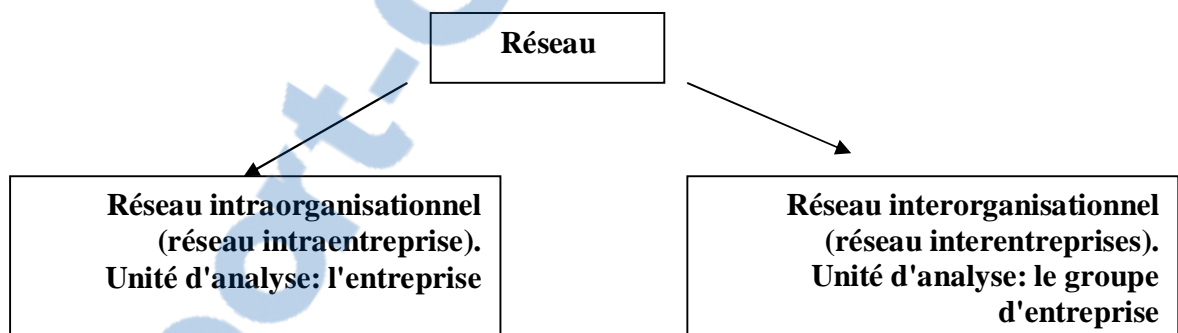 Réseau
Réseau intraorganisationnel
(réseau intraentreprise).
Unité d'analyse: l'entreprise
Réseau interorganisationnel
(réseau interentreprises).
Unité d'analyse: le groupe
d'entreprise